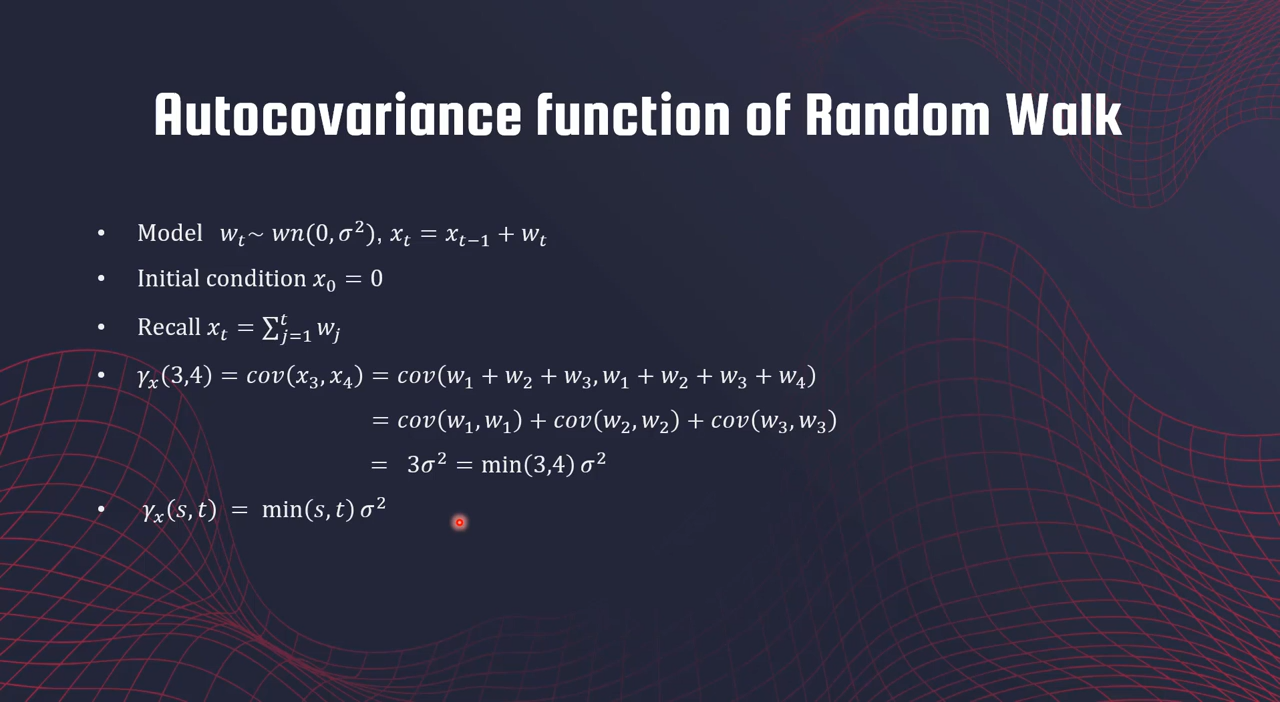 Autocovariance function of Random Walk
• Model w_t ~ wn(0, σ²), x_t = x_{t−1} + w_t
• Initial condition x_0 = 0
• Recall x_t = ∑_{j=1}^{t} w_j
• γ_x(3,4) = cov(x_3, x_4) = cov(w_1 + w_2 + w_3, w_1 + w_2 + w_3 + w_4)
= cov(w_1, w_1) + cov(w_2, w_2) + cov(w_3, w_3)
= 3σ² = min(3,4) σ²
• γ_x(s, t) = min(s, t) σ²